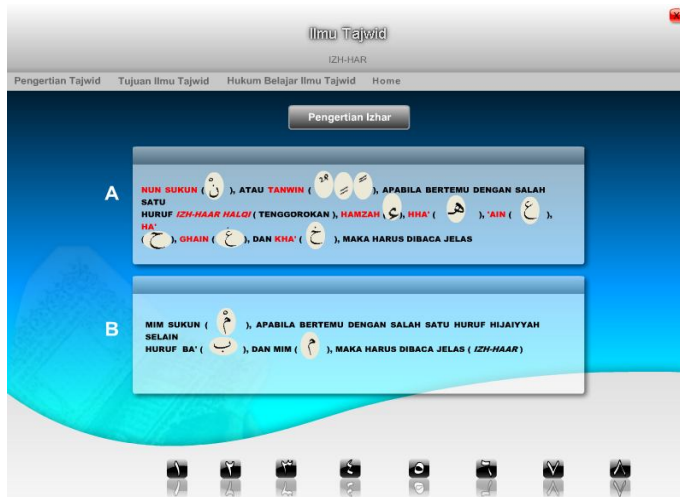 Ilmu Tajwid
IZH-HAR
Pengertian Tajwid Tujuan Ilmu Tajwid Hukum Belajar Ilmu Tajwid Home
Pengertian Izhar
A
NUN SUKUN ( نْ ), ATAU TANWIN ( ـٌ ـٍ ـً ), APABILA BERTEMU DENGAN SALAH
SATU
HURUF IZH-HAAR HALQI ( TENGGOROKAN ), HAMZAH ( ء ), HHA' ( هـ ), 'AIN ( ع ),
HA'
( ح ), GHAIN ( غ ), DAN KHA' ( خ ), MAKA HARUS DIBACA JELAS
B
MIM SUKUN ( مْ ), APABILA BERTEMU DENGAN SALAH SATU HURUF HIJAIYYAH
SELAIN
HURUF BA' ( ب ), DAN MIM ( م ), MAKA HARUS DIBACA JELAS ( IZH-HAAR )
١ ٢ ٣ ٤ ٥ ٦ ٧ ٨